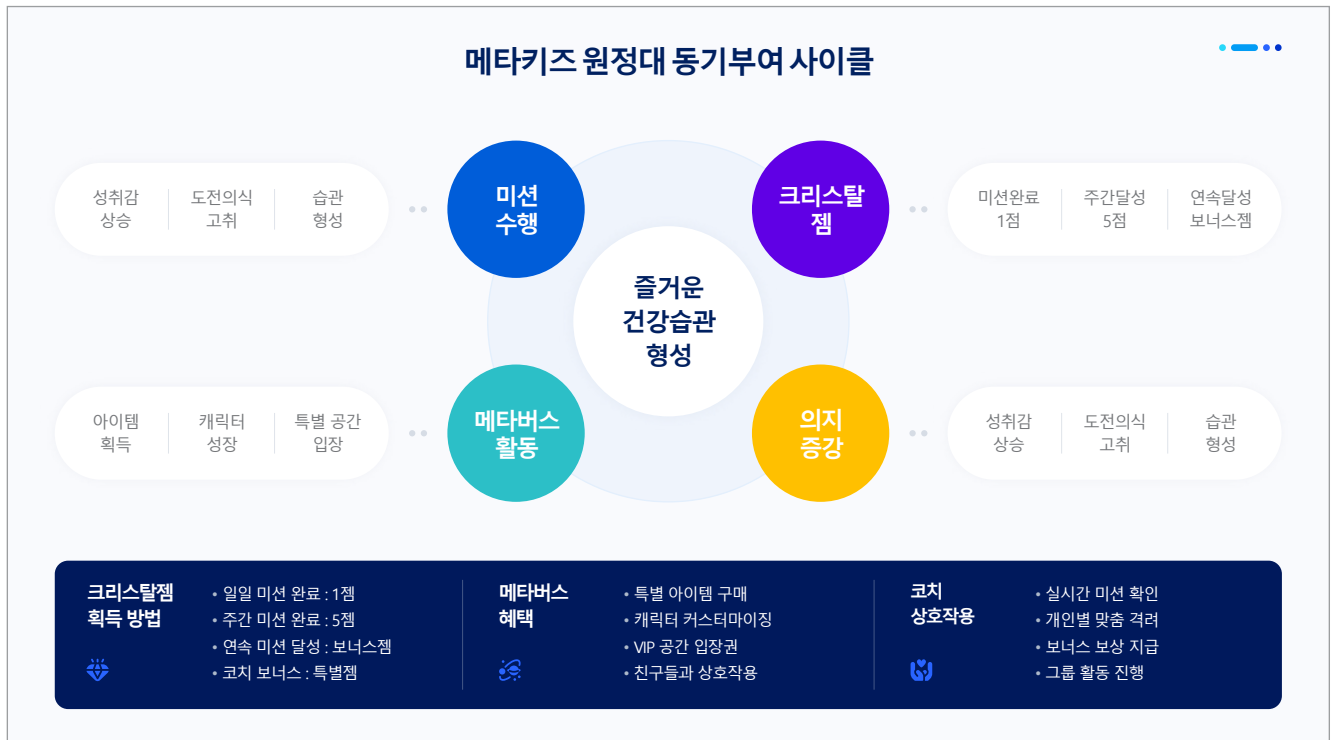 메타키즈 원정대 동기부여 사이클
성취감
상승
도전의식
고취
습관
형성
미션
수행
크리스탈
젬
미션완료
1점
주간달성
5점
연속달성
보너스젬
즐거운
건강습관
형성
아이템
획득
캐릭터
성장
특별 공간
입장
메타버스
활동
의지
증강
성취감
상승
도전의식
고취
습관
형성
크리스탈젬
획득 방법
• 일일 미션 완료 : 1젬
• 주간 미션 완료 : 5젬
• 연속 미션 달성 : 보너스젬
• 코치 보너스 : 특별젬
메타버스
혜택
• 특별 아이템 구매
• 캐릭터 커스터마이징
• VIP 공간 입장권
• 친구들과 상호작용
코치
상호작용
• 실시간 미션 확인
• 개인별 맞춤 격려
• 보너스 보상 지급
• 그룹 활동 진행